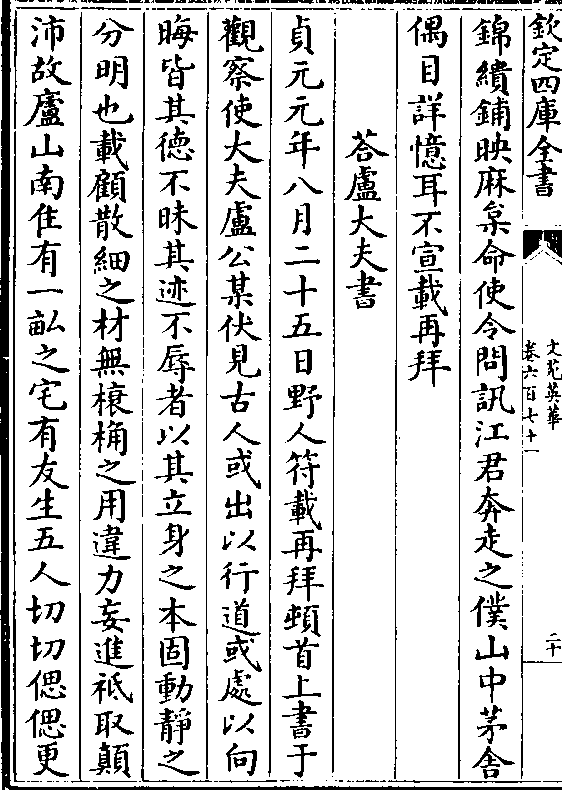 欽定四庫全書
文苑英華
卷六百七十一
二十
錦繢鋪映麻枲命使令問訊江君奔走之僕山中茅舍
偶目詳憶耳不宣載再拜
荅盧大夫書
貞元元年八月二十五日野人符載再拜頓首上書于
觀察使大夫盧公某伏見古人或出以行道或處以向
晦皆其德不昧其迹不辱者以其立身之本固動靜之
分明也載顧散細之材無榱桷之用違力妄進祗取顛
沛故廬山南住有一畝之宅有友生五人切切偲偲更